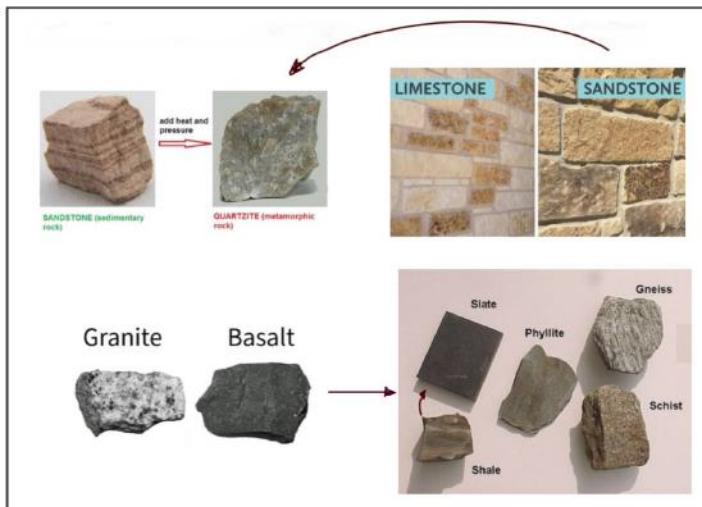 LIMESTONE
SANDSTONE
add heat and
pressure
SANDSTONE (sedimentary
rock)
QUARTZITE (metamorphic
rock)
Granite
Basalt
Slate
Phyllite
Gneiss
Schist
Shale